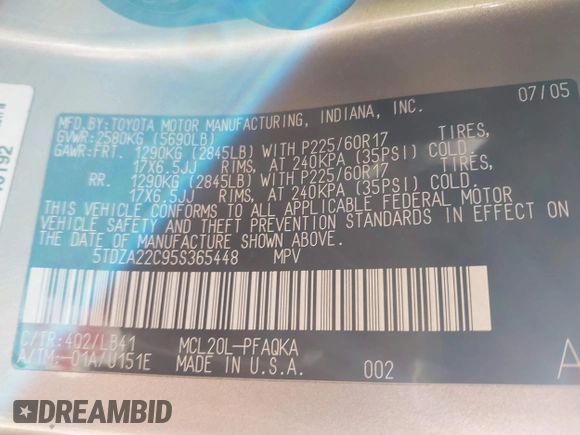 MFD.BY:TOYOTA MOTOR MANUFACTURING, INDIANA, INC. 07/05
GVWR:2580KG (5690LB)
GAWR:FRT. 1290KG (2845LB) WITH P225/60R17 TIRES,
17X6.5JJ RIMS, AT 240KPA (35PSI) COLD.
RR. 1290KG (2845LB) WITH P225/60R17 TIRES,
17X6.5JJ RIMS, AT 240KPA (35PSI) COLD.
THIS VEHICLE CONFORMS TO ALL APPLICABLE FEDERAL MOTOR
VEHICLE SAFETY AND THEFT PREVENTION STANDARDS IN EFFECT ON
THE DATE OF MANUFACTURE SHOWN ABOVE.
5TDZA22C95S365448 MPV
C/TR:4Q2/LB41 MCL20L-PFAQKA
A/TM:-01A/U151E MADE IN U.S.A. 002 A
DREAMBID